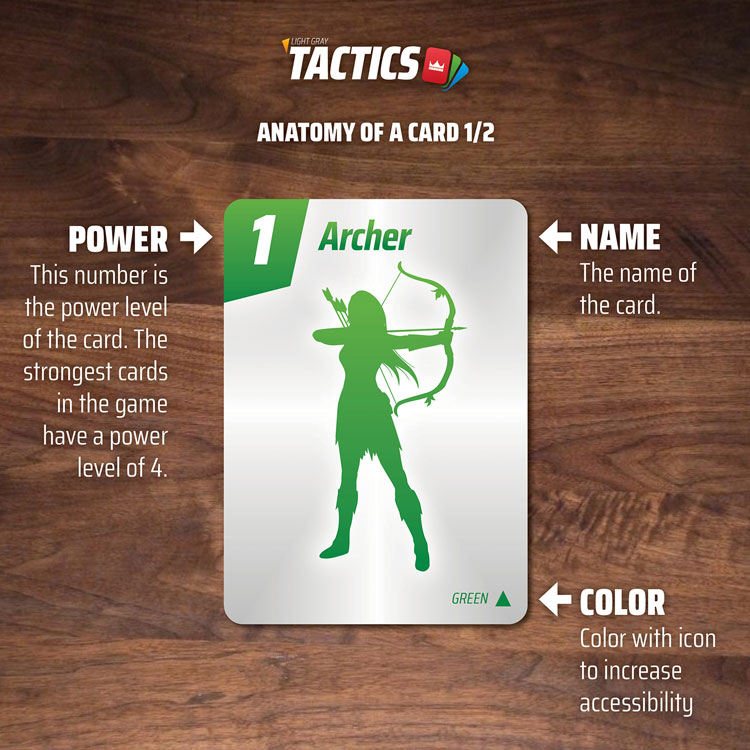 LIGHT GRAY
TACTICS
ANATOMY OF A CARD 1/2
POWER
This number is
the power level
of the card. The
strongest cards
in the game
have a power
level of 4.
1 Archer
NAME
The name of
the card.
GREEN
COLOR
Color with icon
to increase
accessibility